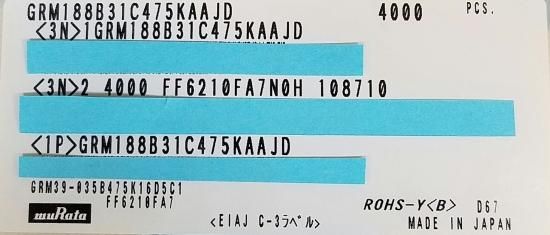 GRM188B31C475KAAJD 4000 PCS.
<3N>1GRM188B31C475KAAJD
<3N>2 4000 FF6210FA7N0H 108710
<1P>GRM188B31C475KAAJD
GRM39-035B475K16D5C1
FF6210FA7
muRata <EIAJ C-3ﾗﾍﾞﾙ> ROHS-Y<B> D67
MADE IN JAPAN